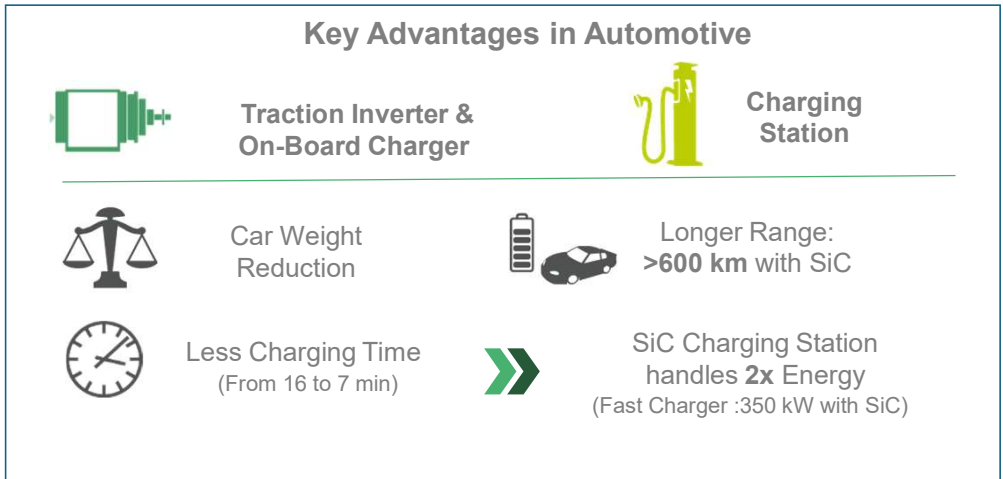 Key Advantages in Automotive
Traction Inverter &
On-Board Charger
Charging
Station
Car Weight
Reduction
Longer Range:
>600 km with SiC
Less Charging Time
(From 16 to 7 min)
SiC Charging Station
handles 2x Energy
(Fast Charger :350 kW with SiC)